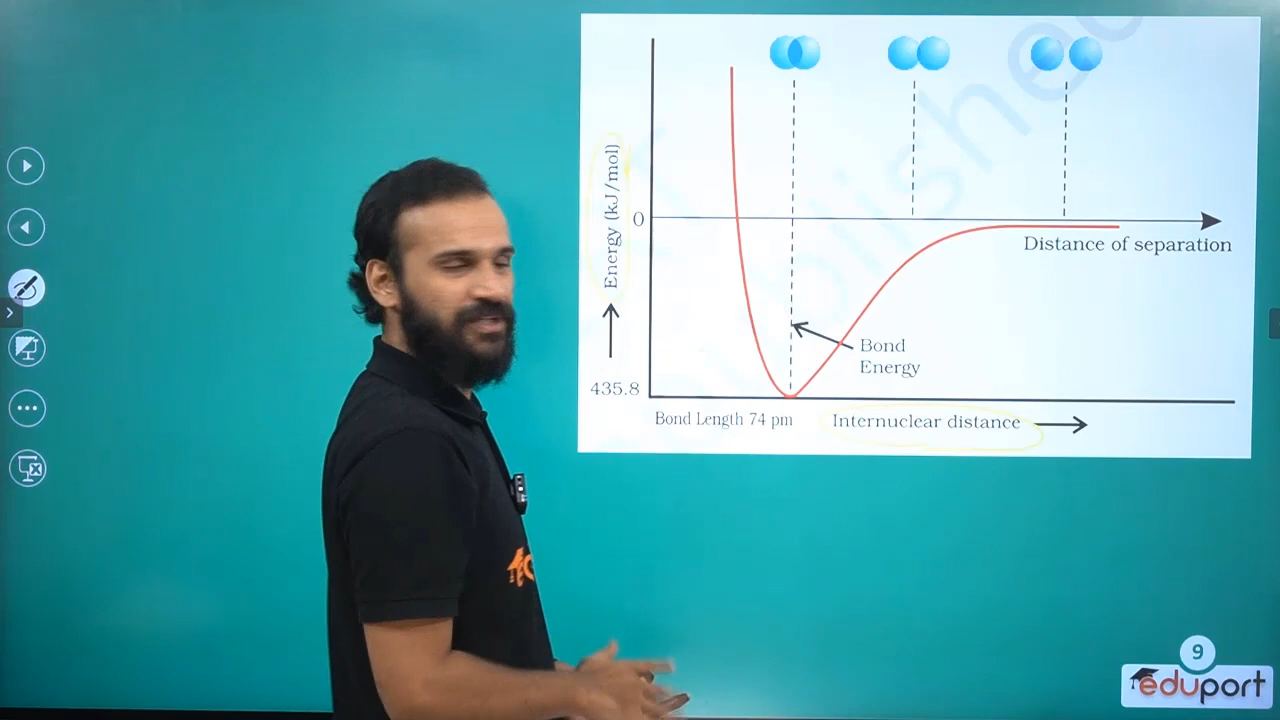 Energy (kJ/mol)
0
Distance of separation
Bond
Energy
435.8
Bond Length 74 pm
Internuclear distance
9
eduport